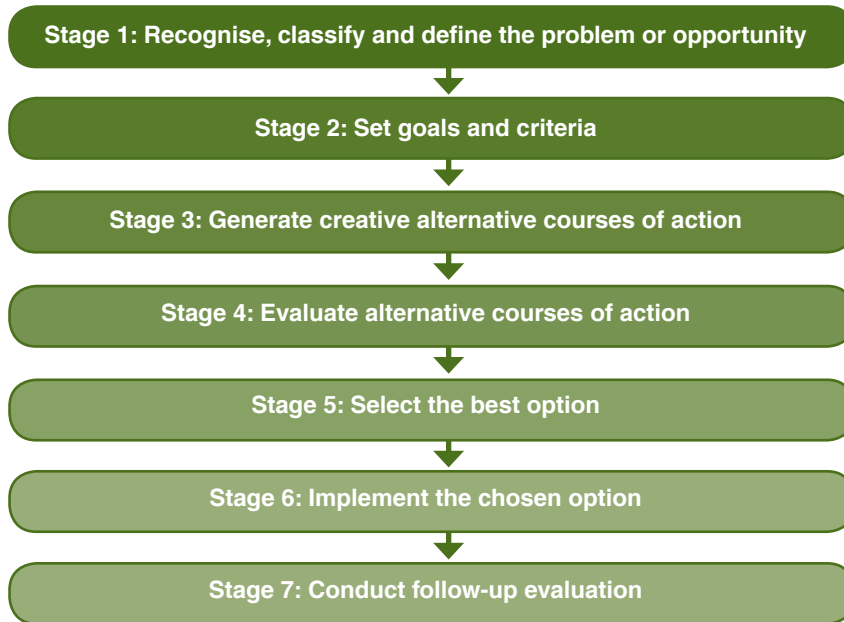 Stage 1: Recognise, classify and define the problem or opportunity
Stage 2: Set goals and criteria
Stage 3: Generate creative alternative courses of action
Stage 4: Evaluate alternative courses of action
Stage 5: Select the best option
Stage 6: Implement the chosen option
Stage 7: Conduct follow-up evaluation